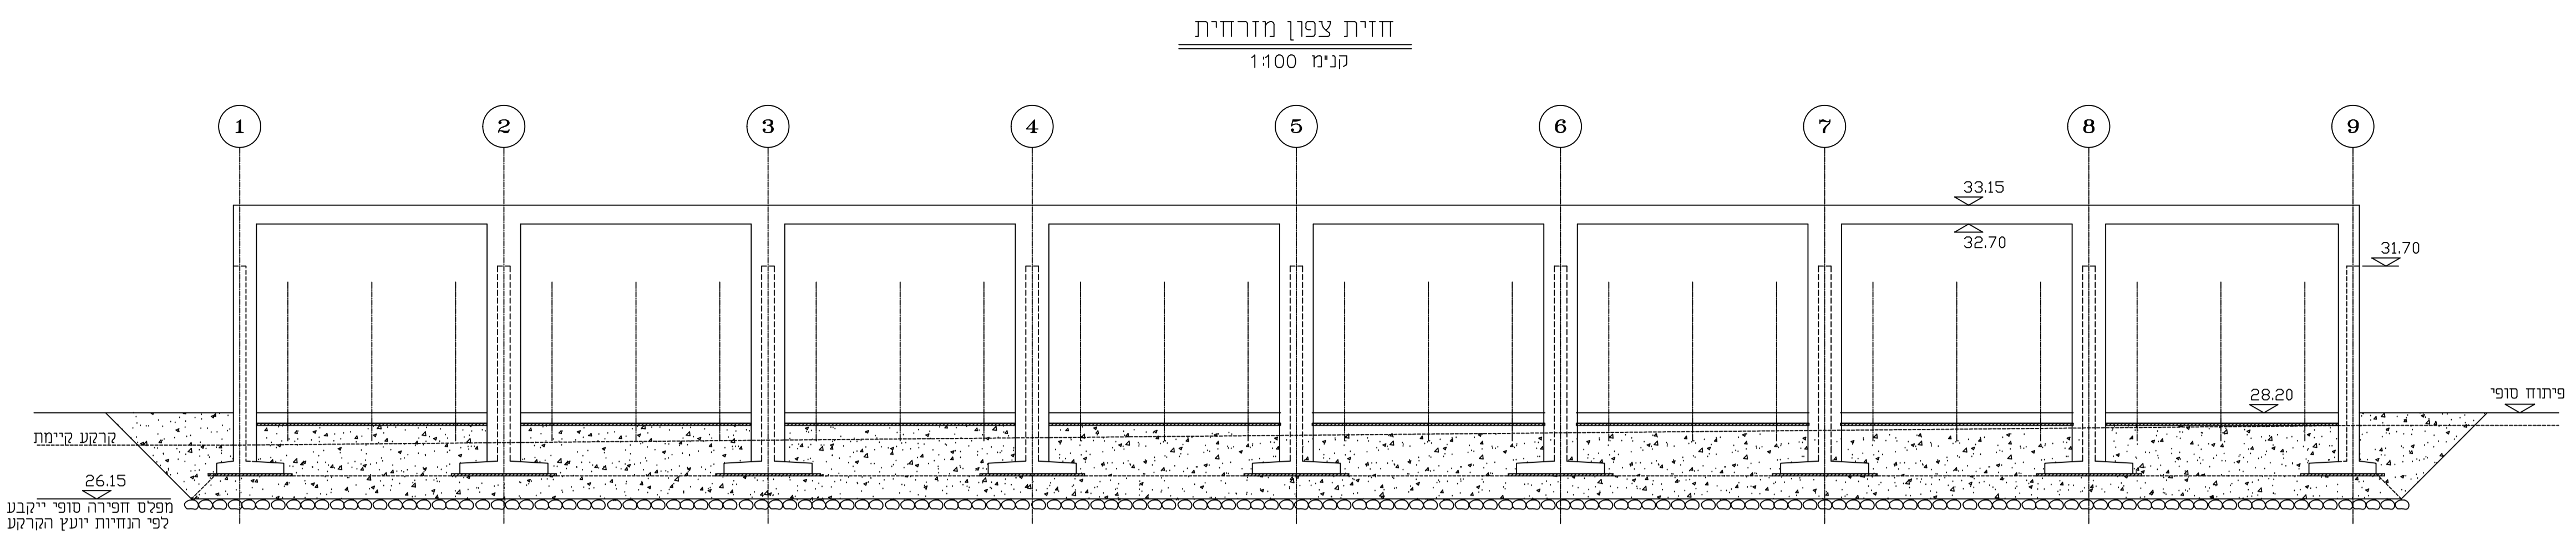 חזית צפון מזרחית
קנ"מ 1:100
1 2 3 4 5 6 7 8 9
33.15
32.70
31.70
28.20
פיתוח סופי
קרקע קיימת
26.15
מפלס חפירה סופי ייקבע
לפי הנחיות יועץ הקרקע